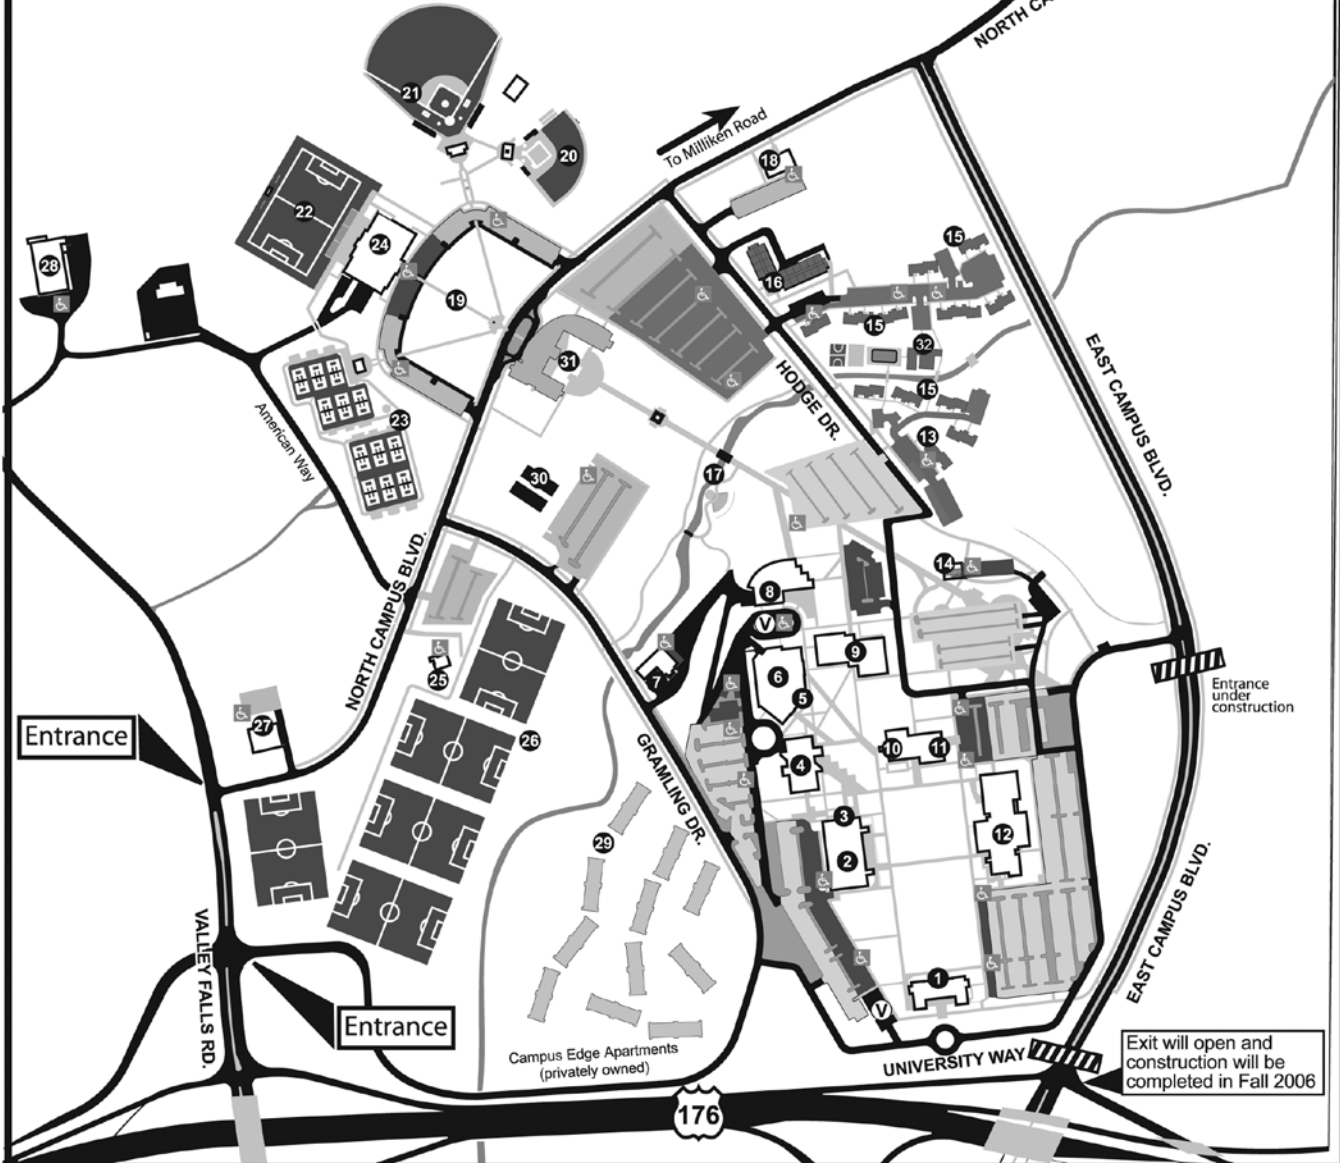 NORTH CA
21
20
To Milliken Road
18
22
24
28
15
16
19
15
32
31
HODGE DR.
EAST CAMPUS BLVD.
15
American Way
23
13
17
30
14
NORTH CAMPUS BLVD.
8
V
9
25
7
6
5
Entrance
under
construction
Entrance
27
26
GRAMLING DR.
4
10
11
3
12
29
2
VALLEY FALLS RD.
EAST CAMPUS BLVD.
1
V
Entrance
Campus Edge Apartments
(privately owned)
UNIVERSITY WAY
Exit will open and
construction will be
completed in Fall 2006
176